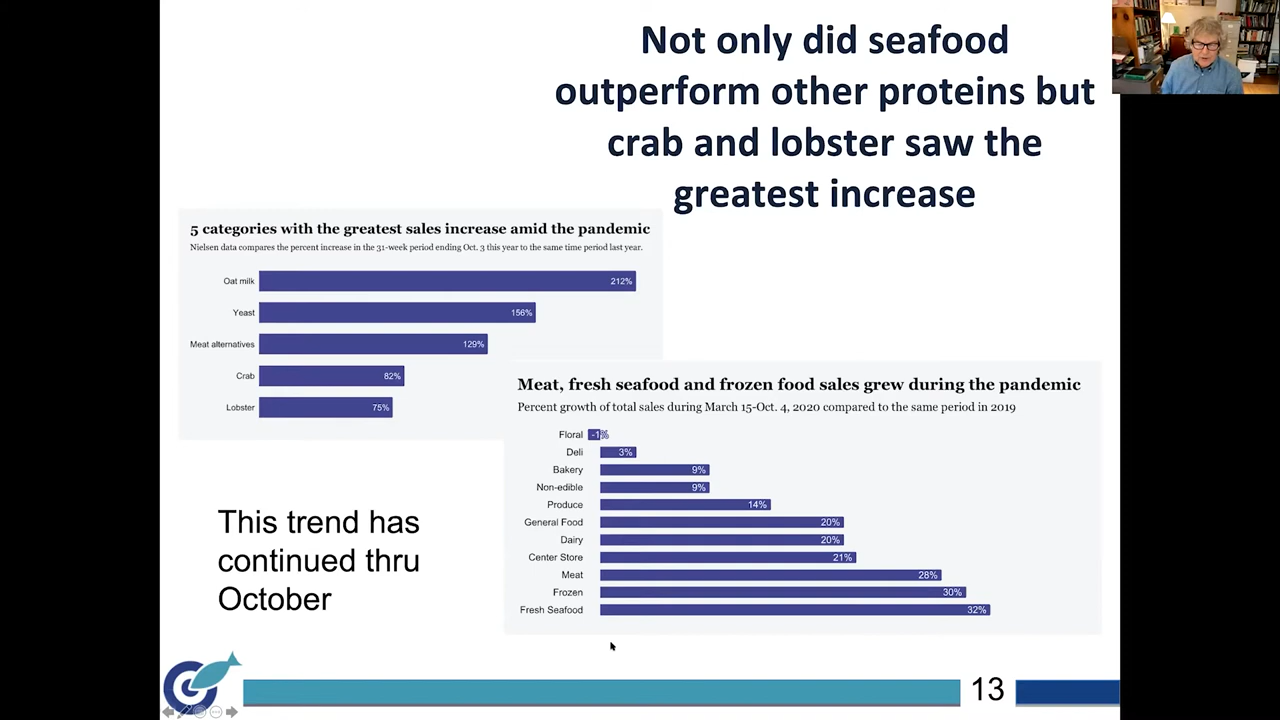 Not only did seafood
outperform other proteins but
crab and lobster saw the
greatest increase
5 categories with the greatest sales increase amid the pandemic
Nielsen data compares the percent increase in the 31-week period ending Oct. 3 this year to the same time period last year.
Oat milk 212%
Yeast 156%
Meat alternatives 129%
Crab 82%
Lobster 75%
Meat, fresh seafood and frozen food sales grew during the pandemic
Percent growth of total sales during March 15-Oct. 4, 2020 compared to the same period in 2019
Floral -1%
Deli 3%
Bakery 9%
Non-edible 9%
Produce 14%
General Food 20%
Dairy 20%
Center Store 21%
Meat 28%
Frozen 30%
Fresh Seafood 32%
This trend has
continued thru
October
13